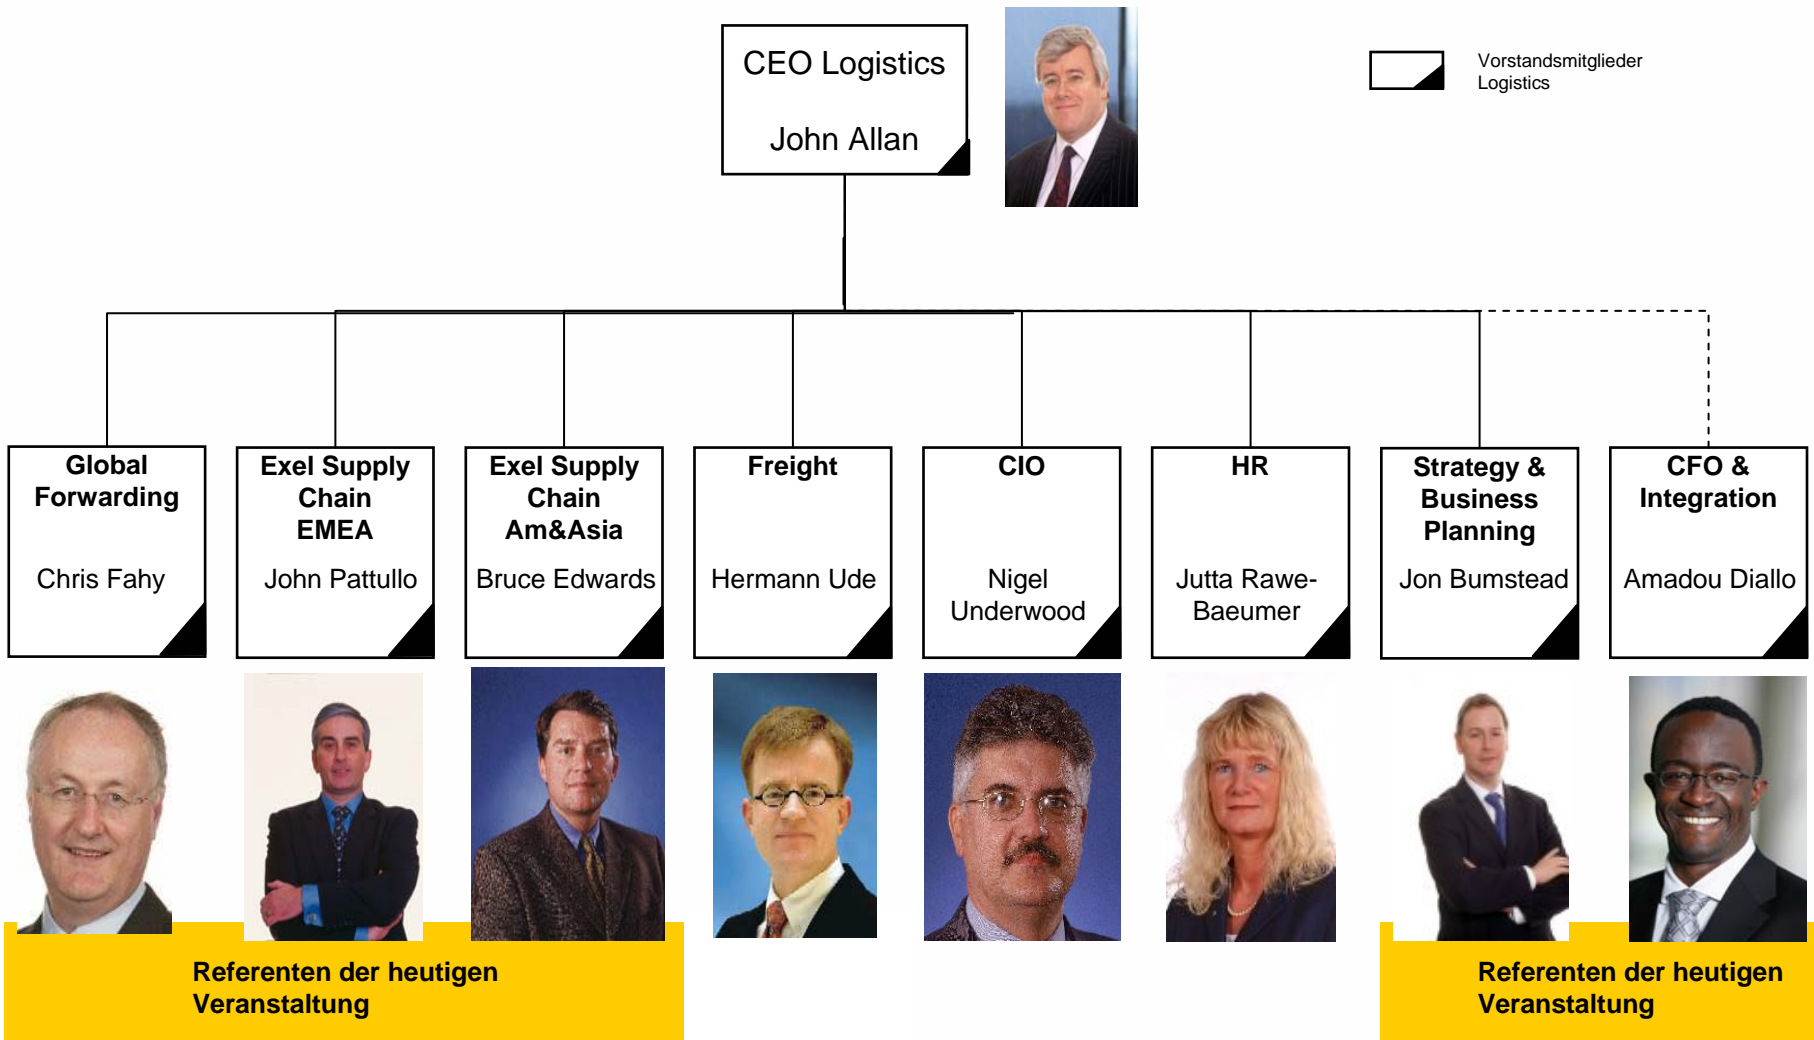 CEO Logistics
John Allan
Vorstandsmitglieder
Logistics
Global
Forwarding
Chris Fahy
Exel Supply
Chain
EMEA
John Pattullo
Exel Supply
Chain
Am&Asia
Bruce Edwards
Freight
Hermann Ude
CIO
Nigel
Underwood
HR
Jutta Rawe-
Baeumer
Strategy &
Business
Planning
Jon Bumstead
CFO &
Integration
Amadou Diallo
Referenten der heutigen
Veranstaltung
Referenten der heutigen
Veranstaltung